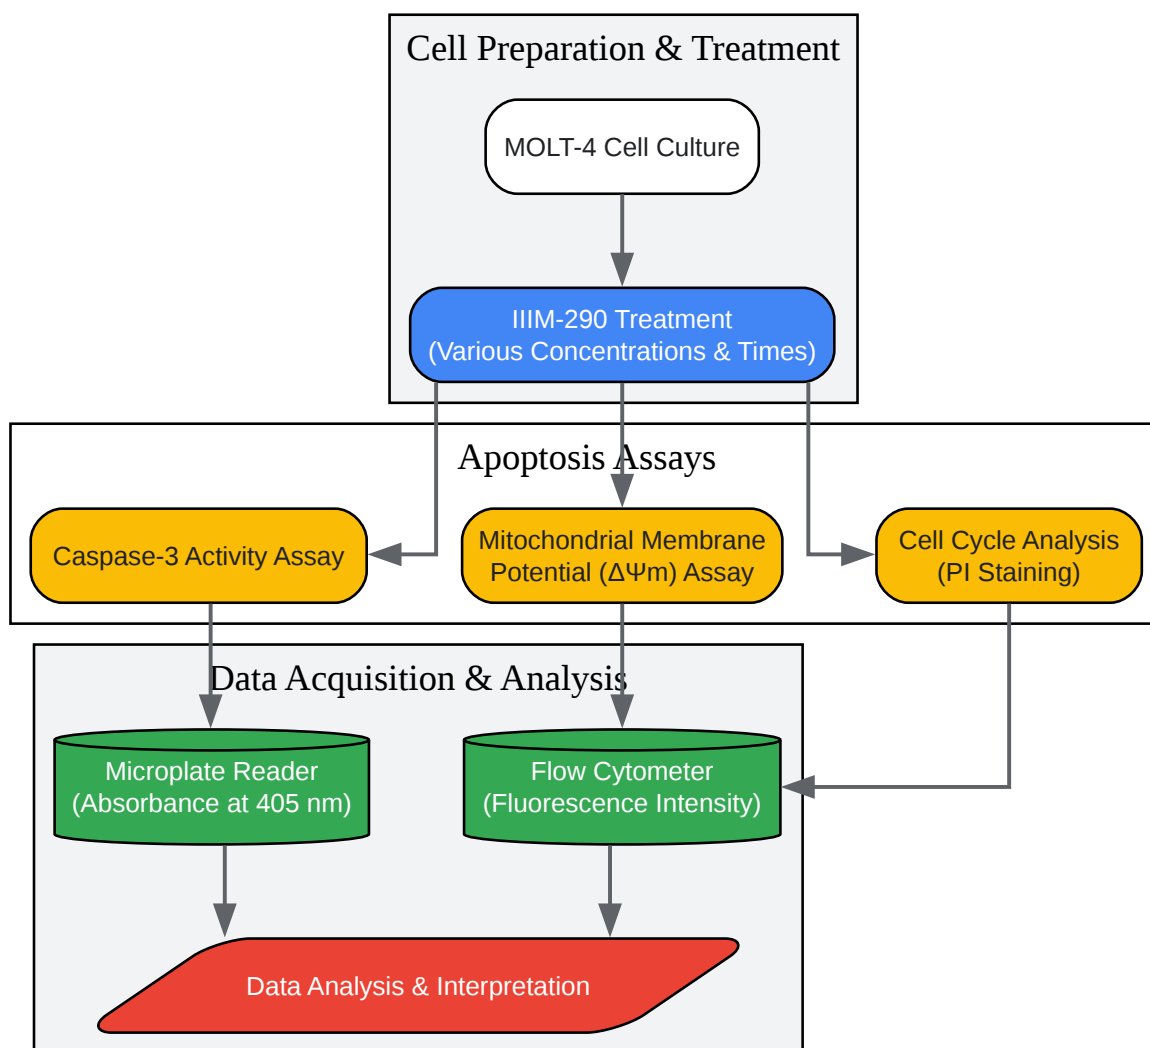 Cell Preparation & Treatment
MOLT-4 Cell Culture
IIIM-290 Treatment
(Various Concentrations & Times)
Apoptosis Assays
Caspase-3 Activity Assay
Mitochondrial Membrane
Potential (ΔΨm) Assay
Cell Cycle Analysis
(PI Staining)
Data Acquisition & Analysis
Microplate Reader
(Absorbance at 405 nm)
Flow Cytometer
(Fluorescence Intensity)
Data Analysis & Interpretation